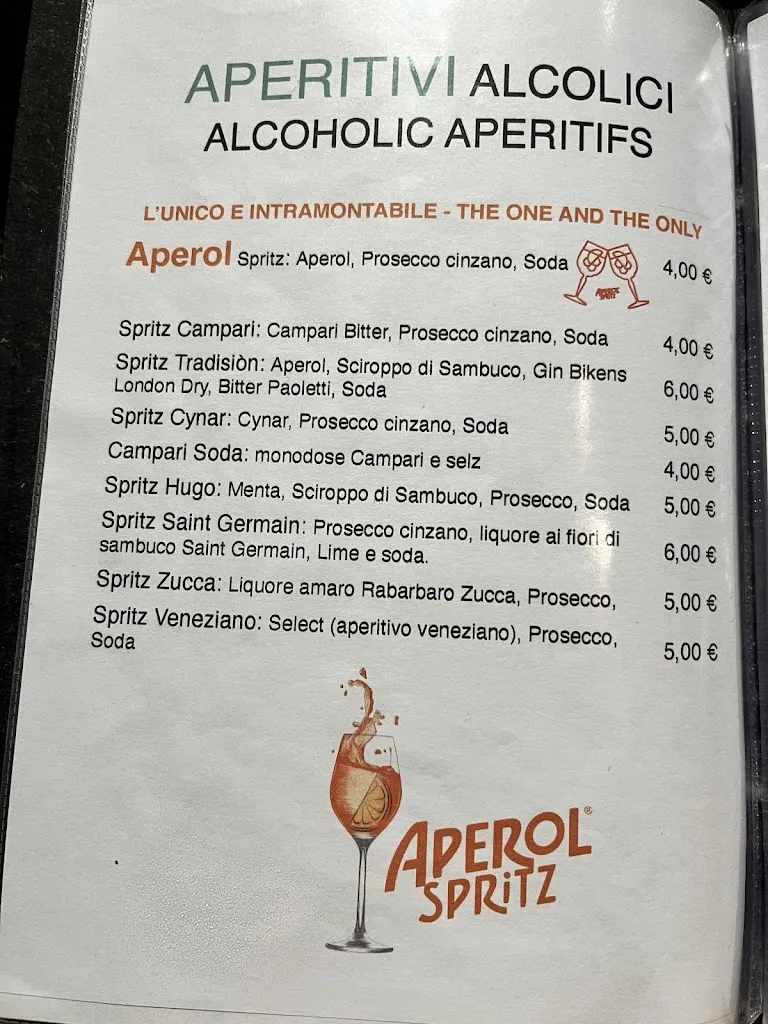 APERITIVI ALCOLICI
ALCOHOLIC APERITIFS
L'UNICO E INTRAMONTABILE - THE ONE AND THE ONLY
Aperol Spritz: Aperol, Prosecco cinzano, Soda 4,00 €
APEROL
SPRITZ
Spritz Campari: Campari Bitter, Prosecco cinzano, Soda 4,00 €
Spritz Tradisiòn: Aperol, Sciroppo di Sambuco, Gin Bikens
London Dry, Bitter Paoletti, Soda 6,00 €
Spritz Cynar: Cynar, Prosecco cinzano, Soda 5,00 €
Campari Soda: monodose Campari e selz 4,00 €
Spritz Hugo: Menta, Sciroppo di Sambuco, Prosecco, Soda 5,00 €
Spritz Saint Germain: Prosecco cinzano, liquore ai fiori di
sambuco Saint Germain, Lime e soda. 6,00 €
Spritz Zucca: Liquore amaro Rabarbaro Zucca, Prosecco, 5,00 €
Spritz Veneziano: Select (aperitivo veneziano), Prosecco,
Soda 5,00 €
APEROL®
SPRiTZ